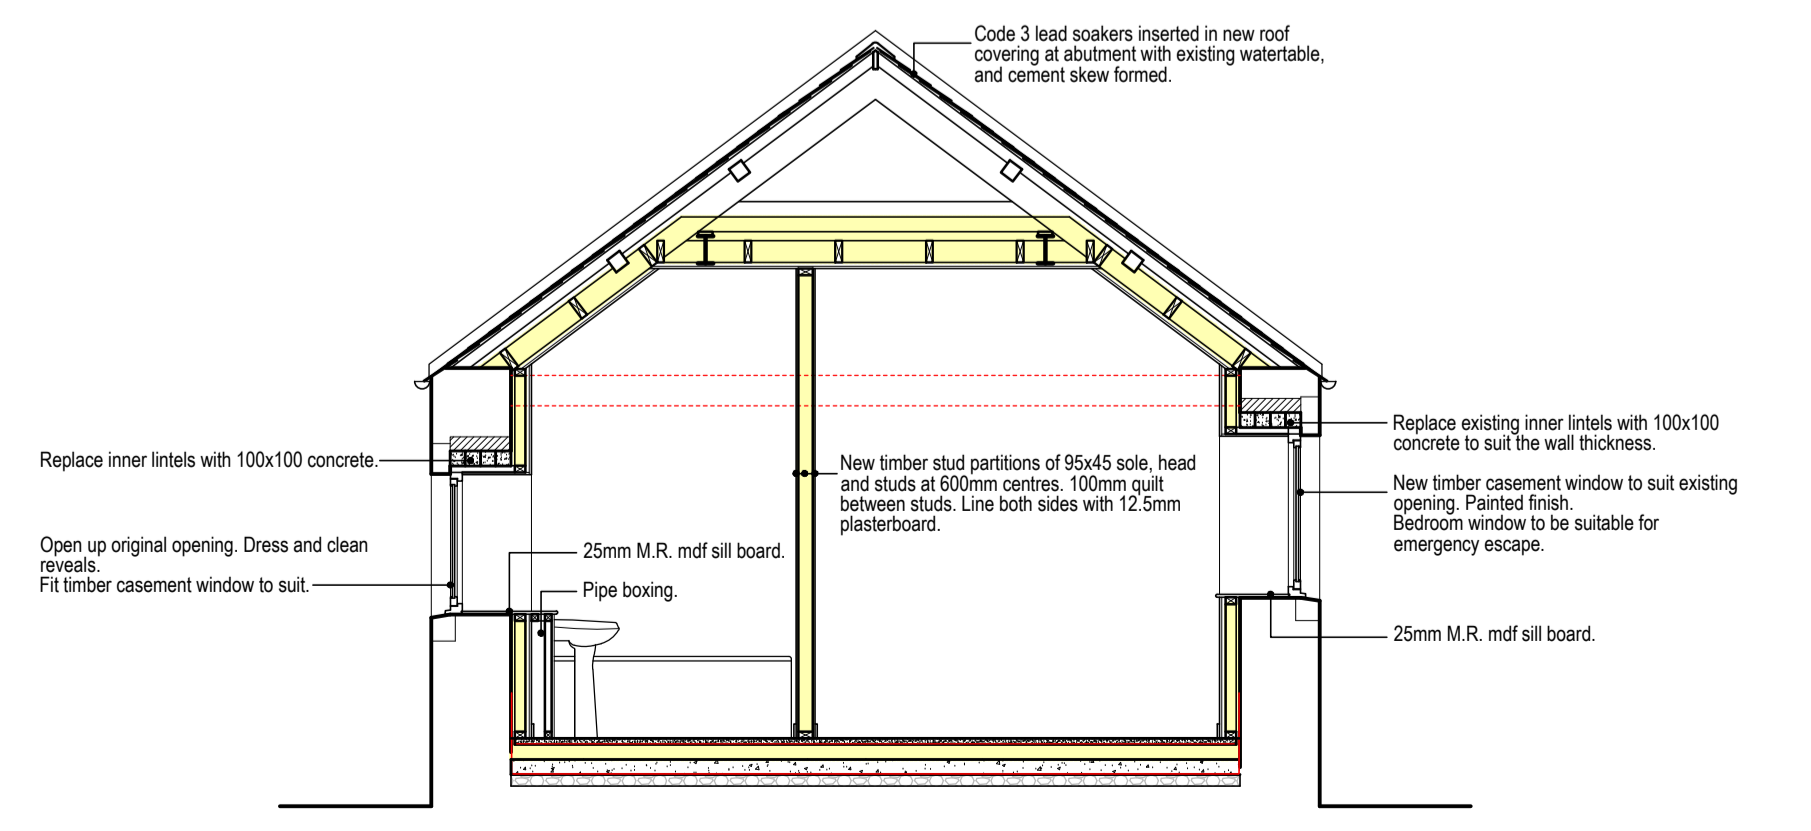 Code 3 lead soakers inserted in new roof
covering at abutment with existing watertable,
and cement skew formed.
Replace existing inner lintels with 100x100
concrete to suit the wall thickness.
Replace inner lintels with 100x100 concrete.
New timber stud partitions of 95x45 sole, head
and studs at 600mm centres. 100mm quilt
between studs. Line both sides with 12.5mm
plasterboard.
New timber casement window to suit existing
opening. Painted finish.
Bedroom window to be suitable for
emergency escape.
Open up original opening. Dress and clean
reveals.
Fit timber casement window to suit.
25mm M.R. mdf sill board.
Pipe boxing.
25mm M.R. mdf sill board.